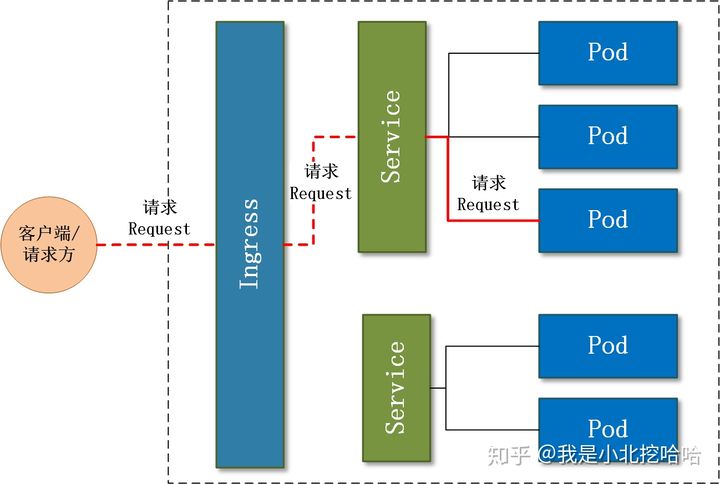 客户端/
请求方
请求
Request
Ingress
请求
Request
Service
请求
Request
Pod
Pod
Pod
Service
Pod
Pod
知乎 @我是小北挖哈哈